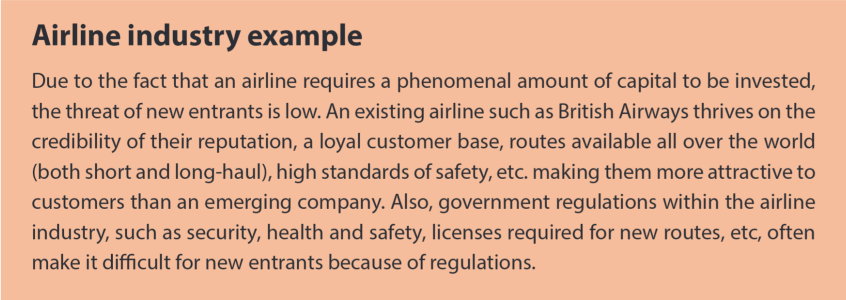 Airline industry example
Due to the fact that an airline requires a phenomenal amount of capital to be invested,
the threat of new entrants is low. An existing airline such as British Airways thrives on the
credibility of their reputation, a loyal customer base, routes available all over the world
(both short and long-haul), high standards of safety, etc. making them more attractive to
customers than an emerging company. Also, government regulations within the airline
industry, such as security, health and safety, licenses required for new routes, etc, often
make it difficult for new entrants because of regulations.